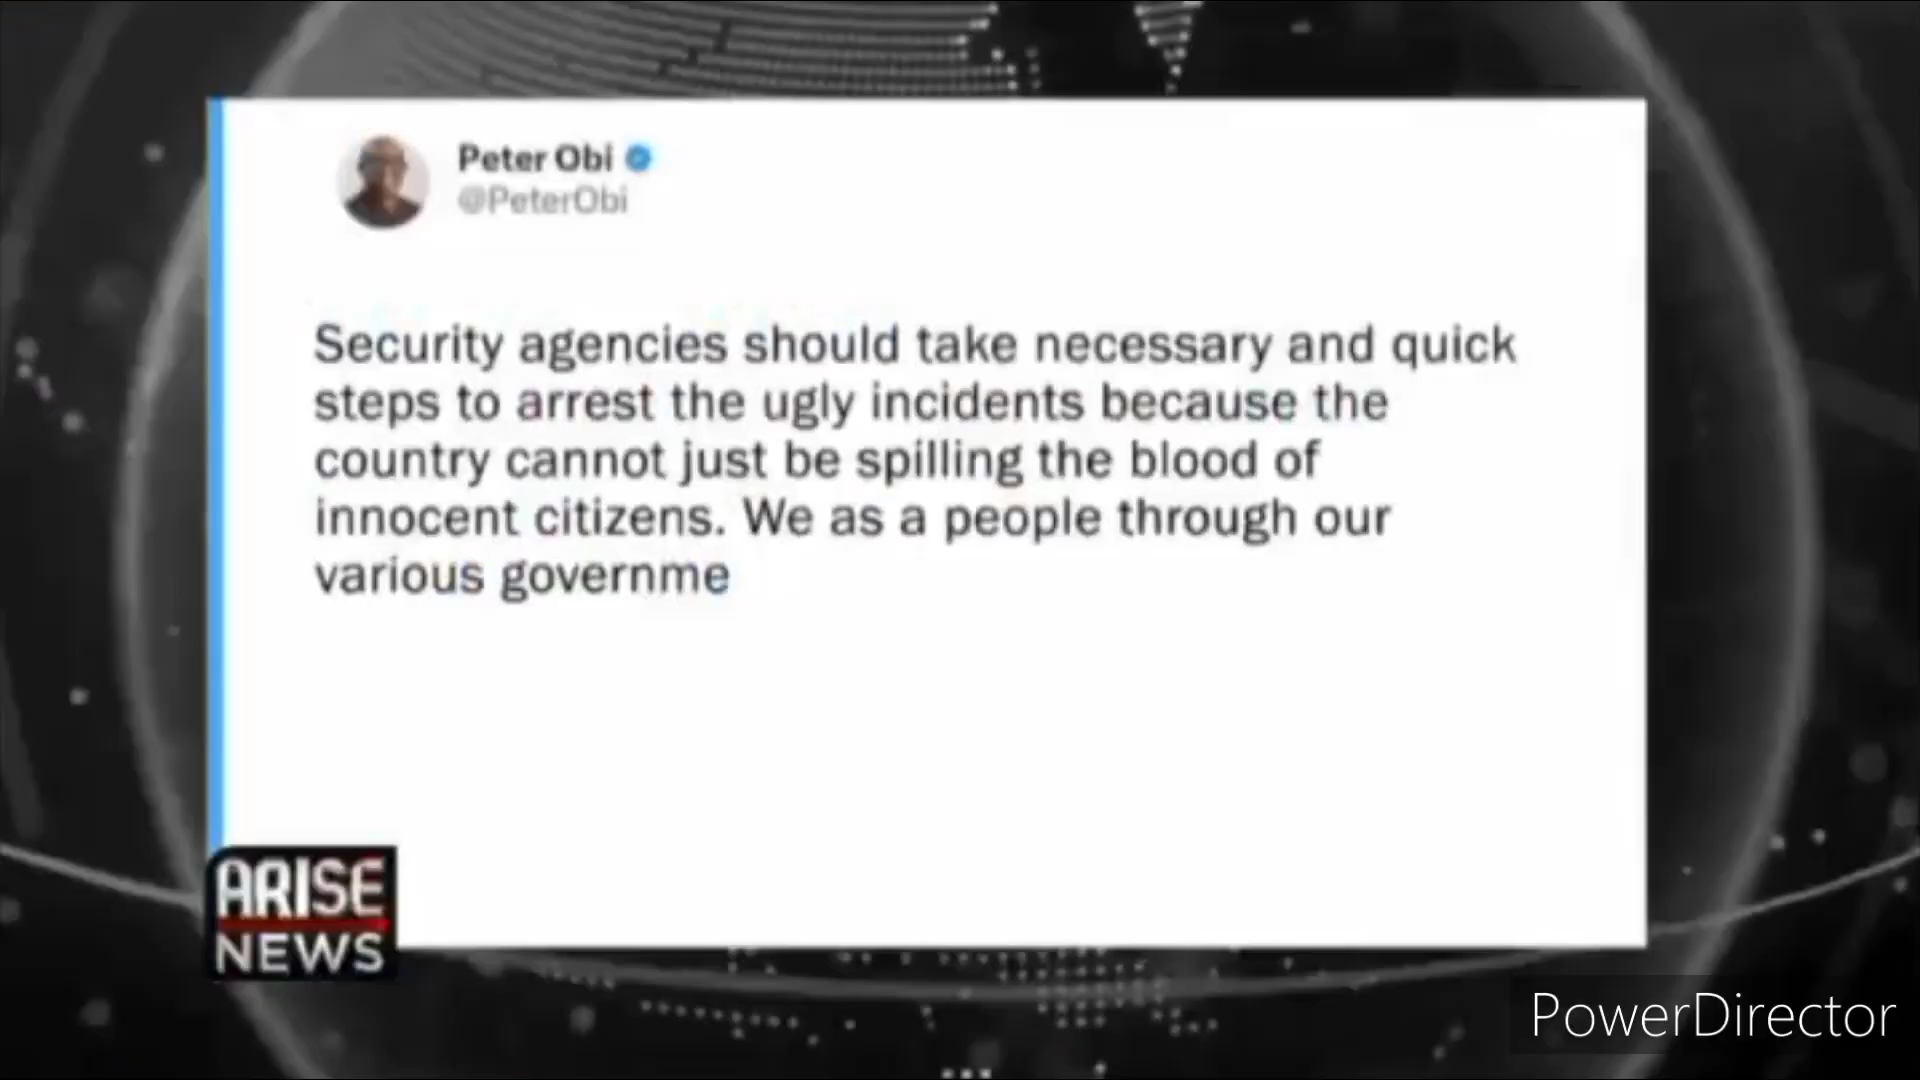 Peter Obi
@PeterObi
Security agencies should take necessary and quick
steps to arrest the ugly incidents because the
country cannot just be spilling the blood of
innocent citizens. We as a people through our
various governme
ARISE
NEWS
PowerDirector